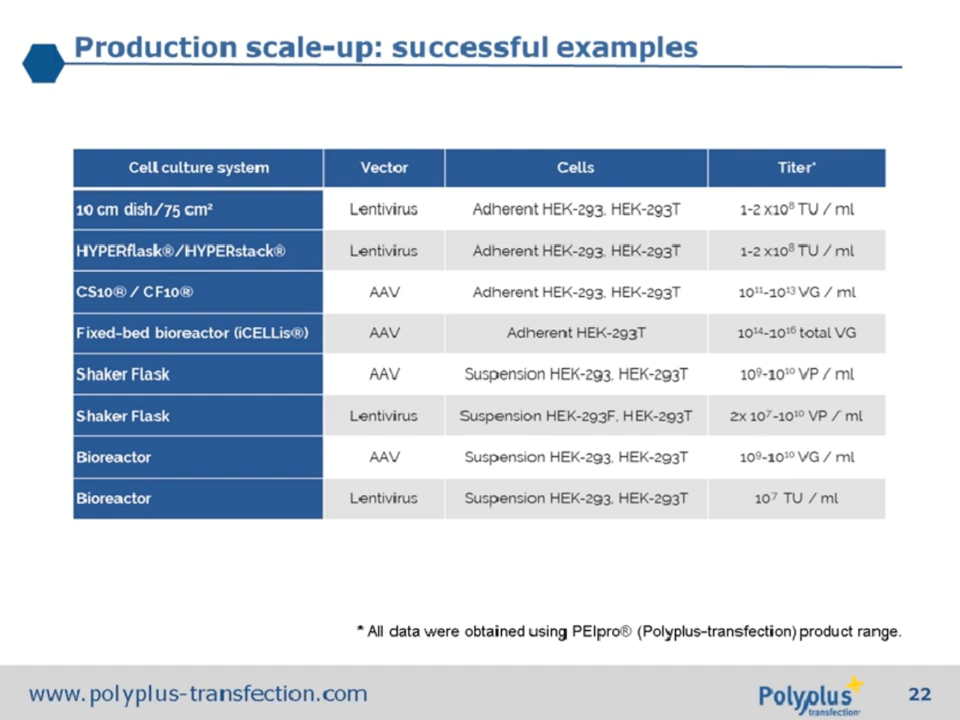 Production scale-up: successful examples
Cell culture system Vector Cells Titer*
10 cm dish/75 cm² Lentivirus Adherent HEK-293, HEK-293T 1-2 x10⁸ TU / ml
HYPERflask®/HYPERstack® Lentivirus Adherent HEK-293, HEK-293T 1-2 x10⁸ TU / ml
CS10® / CF10® AAV Adherent HEK-293, HEK-293T 10¹¹-10¹³ VG / ml
Fixed-bed bioreactor (iCELLis®) AAV Adherent HEK-293T 10¹⁴-10¹⁶ total VG
Shaker Flask AAV Suspension HEK-293, HEK-293T 10⁹-10¹⁰ VP / ml
Shaker Flask Lentivirus Suspension HEK-293F, HEK-293T 2x 10⁷-10¹⁰ VP / ml
Bioreactor AAV Suspension HEK-293, HEK-293T 10⁹-10¹⁰ VG / ml
Bioreactor Lentivirus Suspension HEK-293, HEK-293T 10⁷ TU / ml
* All data were obtained using PEIpro® (Polyplus-transfection) product range.
www.polyplus-transfection.com
Polyplus
transfection
22